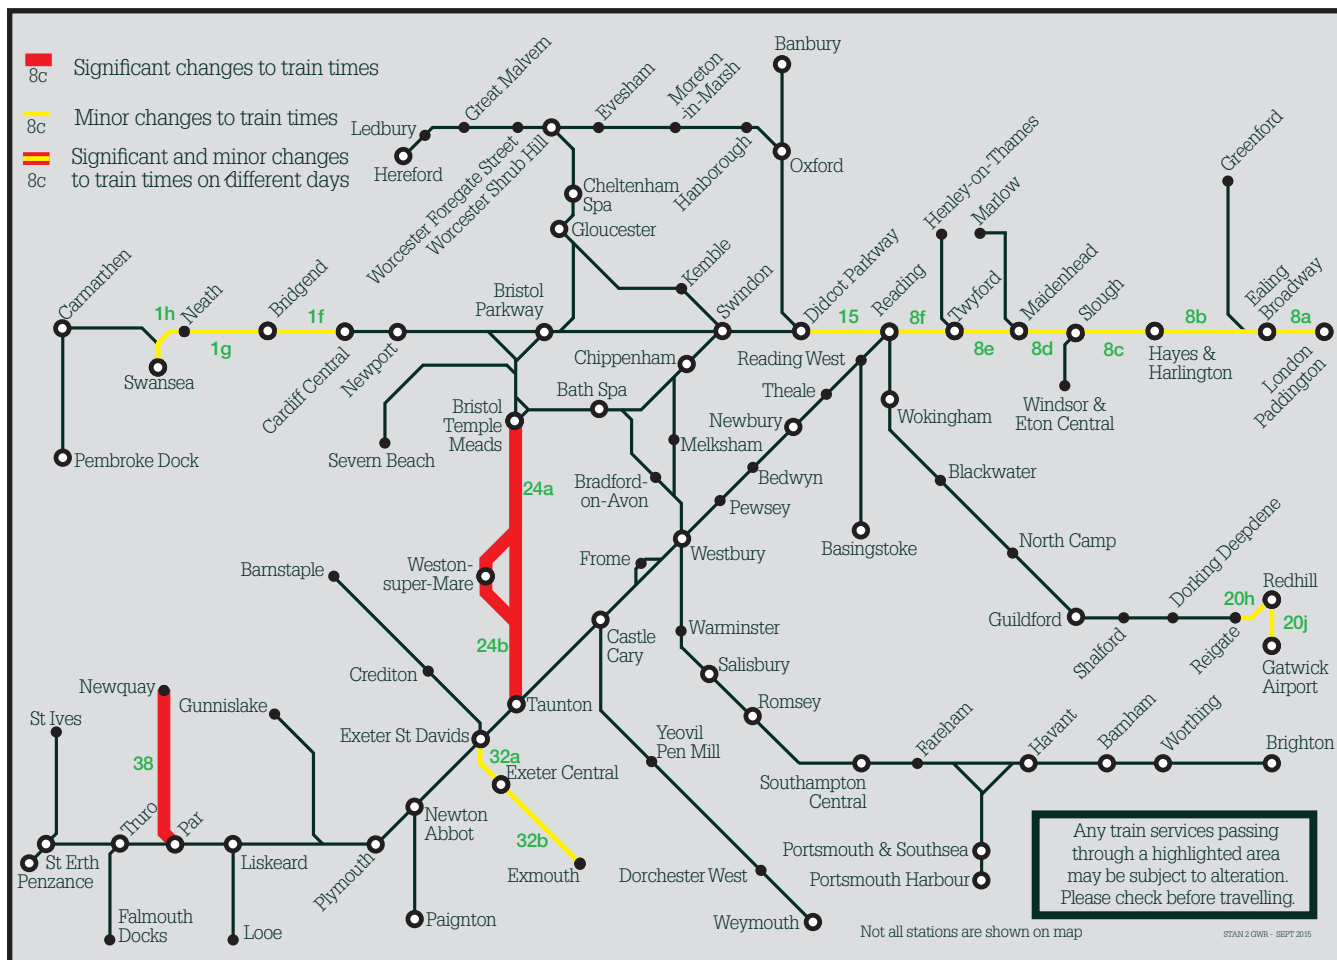 8c
Significant changes to train times
8c
Minor changes to train times
8c
Significant and minor changes
to train times on different days
Banbury
Great Malvern
Evesham
Moreton
-in-Marsh
Ledbury
Hereford
Worcester Foregate Street
Worcester Shrub Hill
Hanborough
Oxford
Cheltenham
Spa
Gloucester
Kemble
Henley-on-Thames
Marlow
Greenford
Carmarthen
1h
Neath
Bridgend
1f
1g
Swansea
Cardiff Central
Newport
Bristol
Parkway
Swindon
Didcot Parkway
15
Reading
8f
Twyford
8e
Maidenhead
8d
Slough
8c
8b
Hayes &
Harlington
Ealing
Broadway
8a
London
Paddington
Pembroke Dock
Severn Beach
Bristol
Temple
Meads
Bath Spa
Chippenham
Melksham
Bradford-
on-Avon
Reading West
Theale
Newbury
Bedwyn
Pewsey
Westbury
Basingstoke
Wokingham
Windsor &
Eton Central
Blackwater
North Camp
Guildford
Shalford
Dorking Deepdene
Reigate
20h
Redhill
20j
Gatwick
Airport
24a
Weston-
super-Mare
24b
Taunton
Frome
Castle
Cary
Warminster
Salisbury
Romsey
Southampton
Central
Fareham
Havant
Barnham
Worthing
Brighton
Portsmouth & Southsea
Portsmouth Harbour
Yeovil
Pen Mill
Dorchester West
Weymouth
Barnstaple
Crediton
Exeter St Davids
32a
Exeter Central
32b
Exmouth
Newton
Abbot
Paignton
Plymouth
Gunnislake
Newquay
38
St Ives
Truro
Par
Liskeard
Looe
Falmouth
Docks
St Erth
Penzance
Any train services passing
through a highlighted area
may be subject to alteration.
Please check before travelling.
Not all stations are shown on map
STAN 2 GWR - SEPT 2015